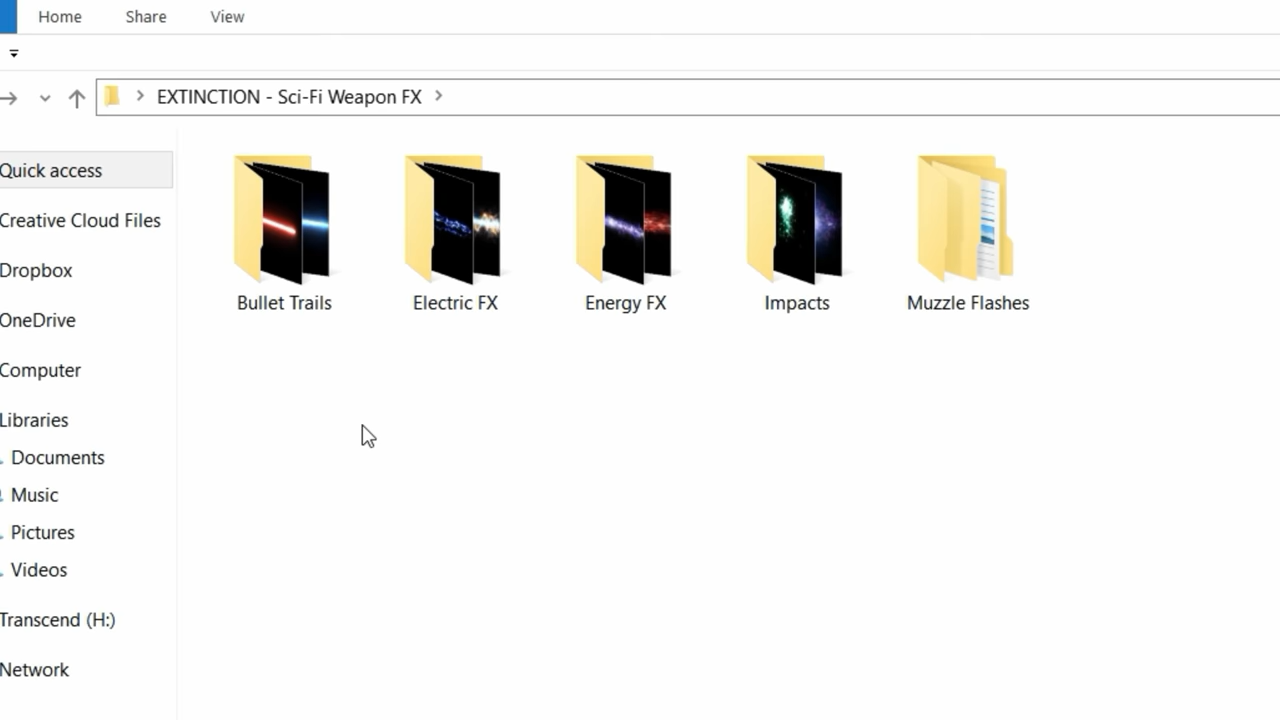 Home Share View
EXTINCTION - Sci-Fi Weapon FX
Quick access
Creative Cloud Files
Dropbox
OneDrive
Computer
Libraries
Documents
Music
Pictures
Videos
Transcend (H:)
Network
Bullet Trails Electric FX Energy FX Impacts Muzzle Flashes